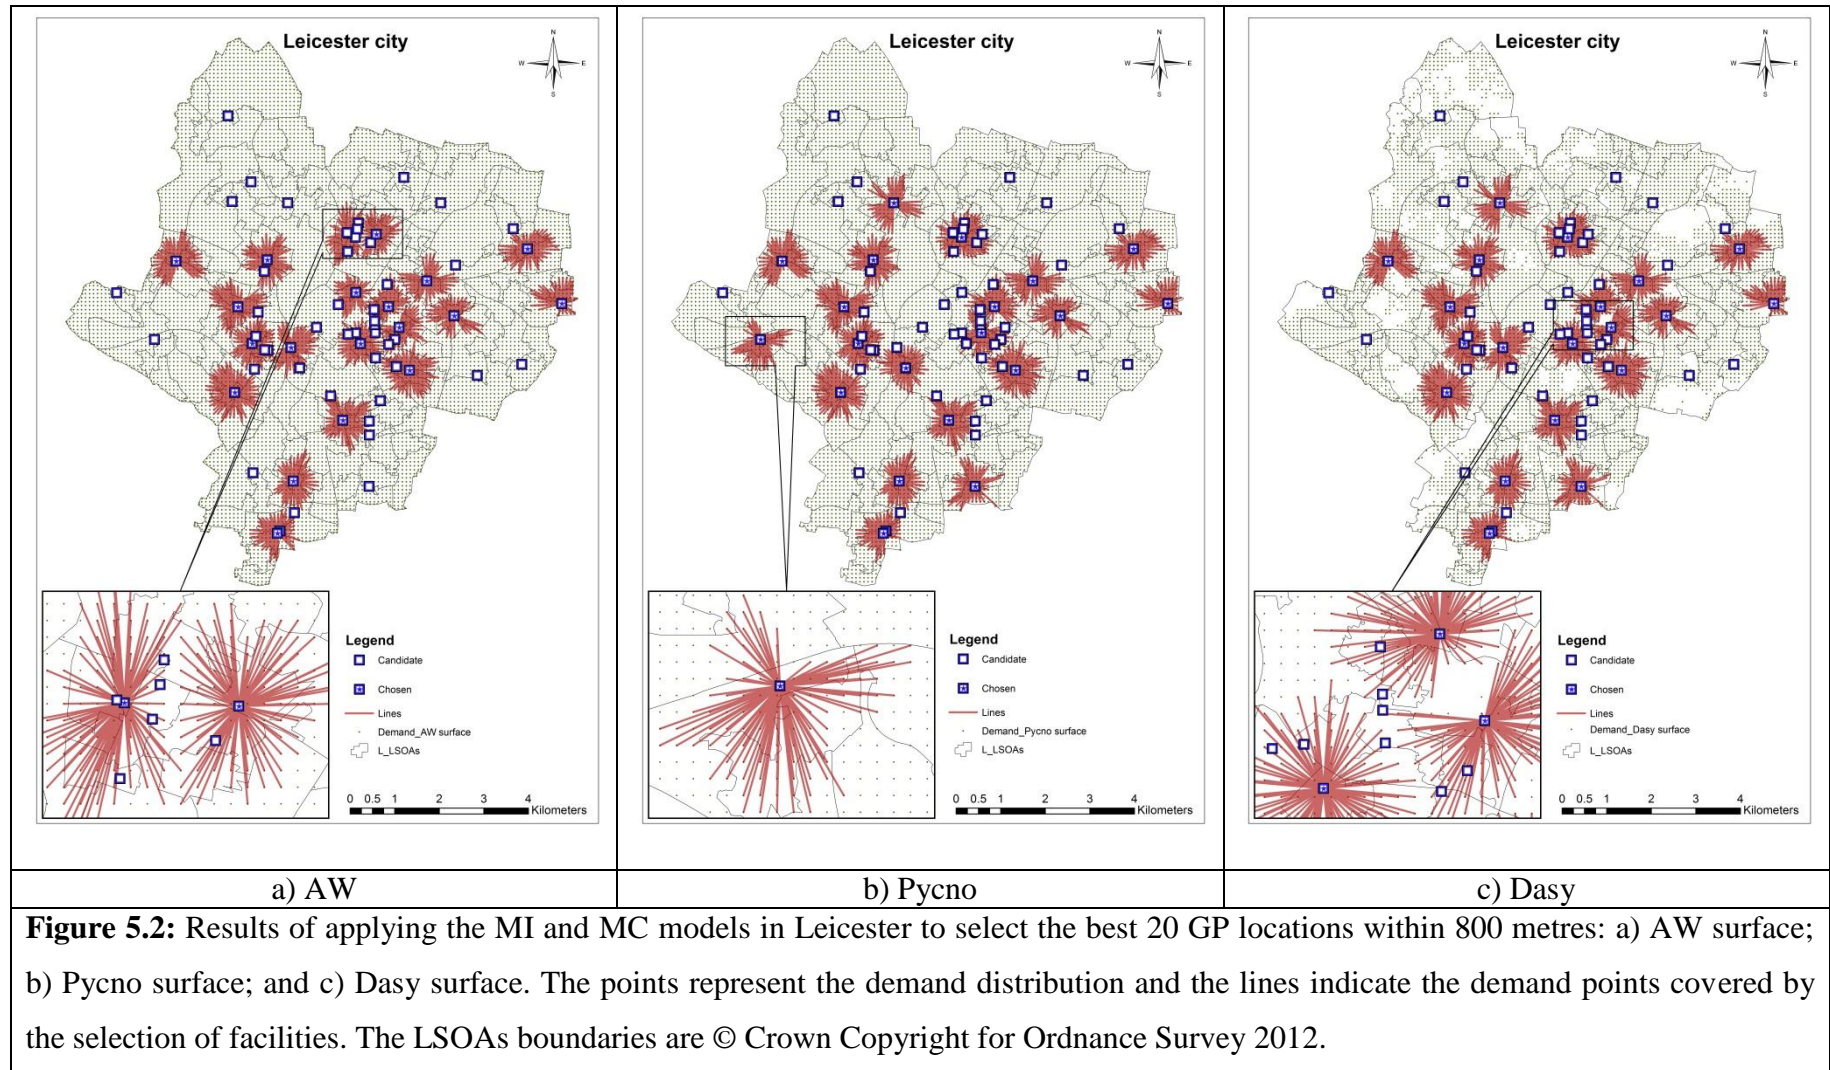 Leicester city
N
W E
S
Legend
Candidate
Chosen
Lines
Demand_AW surface
L_LSOAs
0 0.5 1 2 3 4
Kilometers
Leicester city
N
W E
S
Legend
Candidate
Chosen
Lines
Demand_Pycno surface
L_LSOAs
0 0.5 1 2 3 4
Kilometers
Leicester city
N
W E
S
Legend
Candidate
Chosen
Lines
Demand_Dasy surface
L_LSOAs
0 0.5 1 2 3 4
Kilometers
a) AW
b) Pycno
c) Dasy
Figure 5.2: Results of applying the MI and MC models in Leicester to select the best 20 GP locations within 800 metres: a) AW surface;
b) Pycno surface; and c) Dasy surface. The points represent the demand distribution and the lines indicate the demand points covered by
the selection of facilities. The LSOAs boundaries are © Crown Copyright for Ordnance Survey 2012.